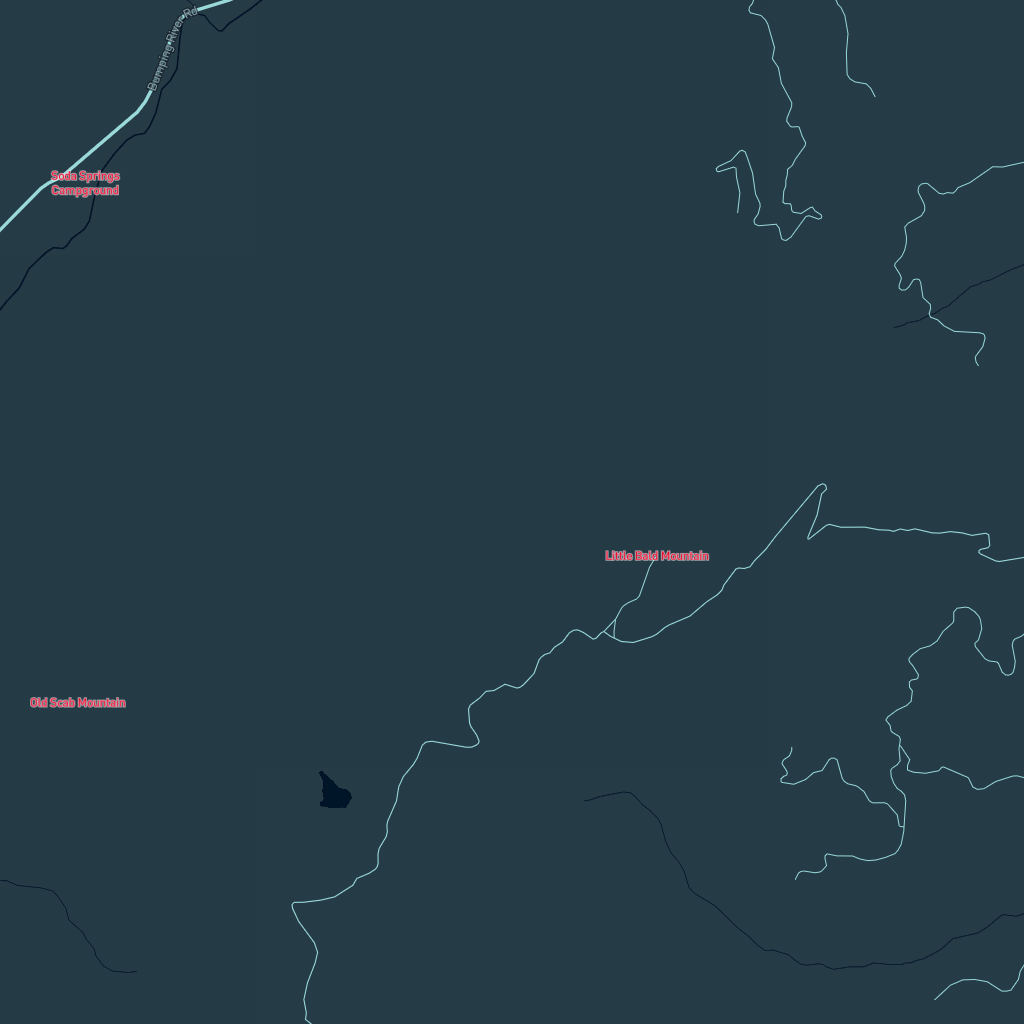 Bumping River Rd
Soda Springs
Campground
Little Bald Mountain
Old Scab Mountain